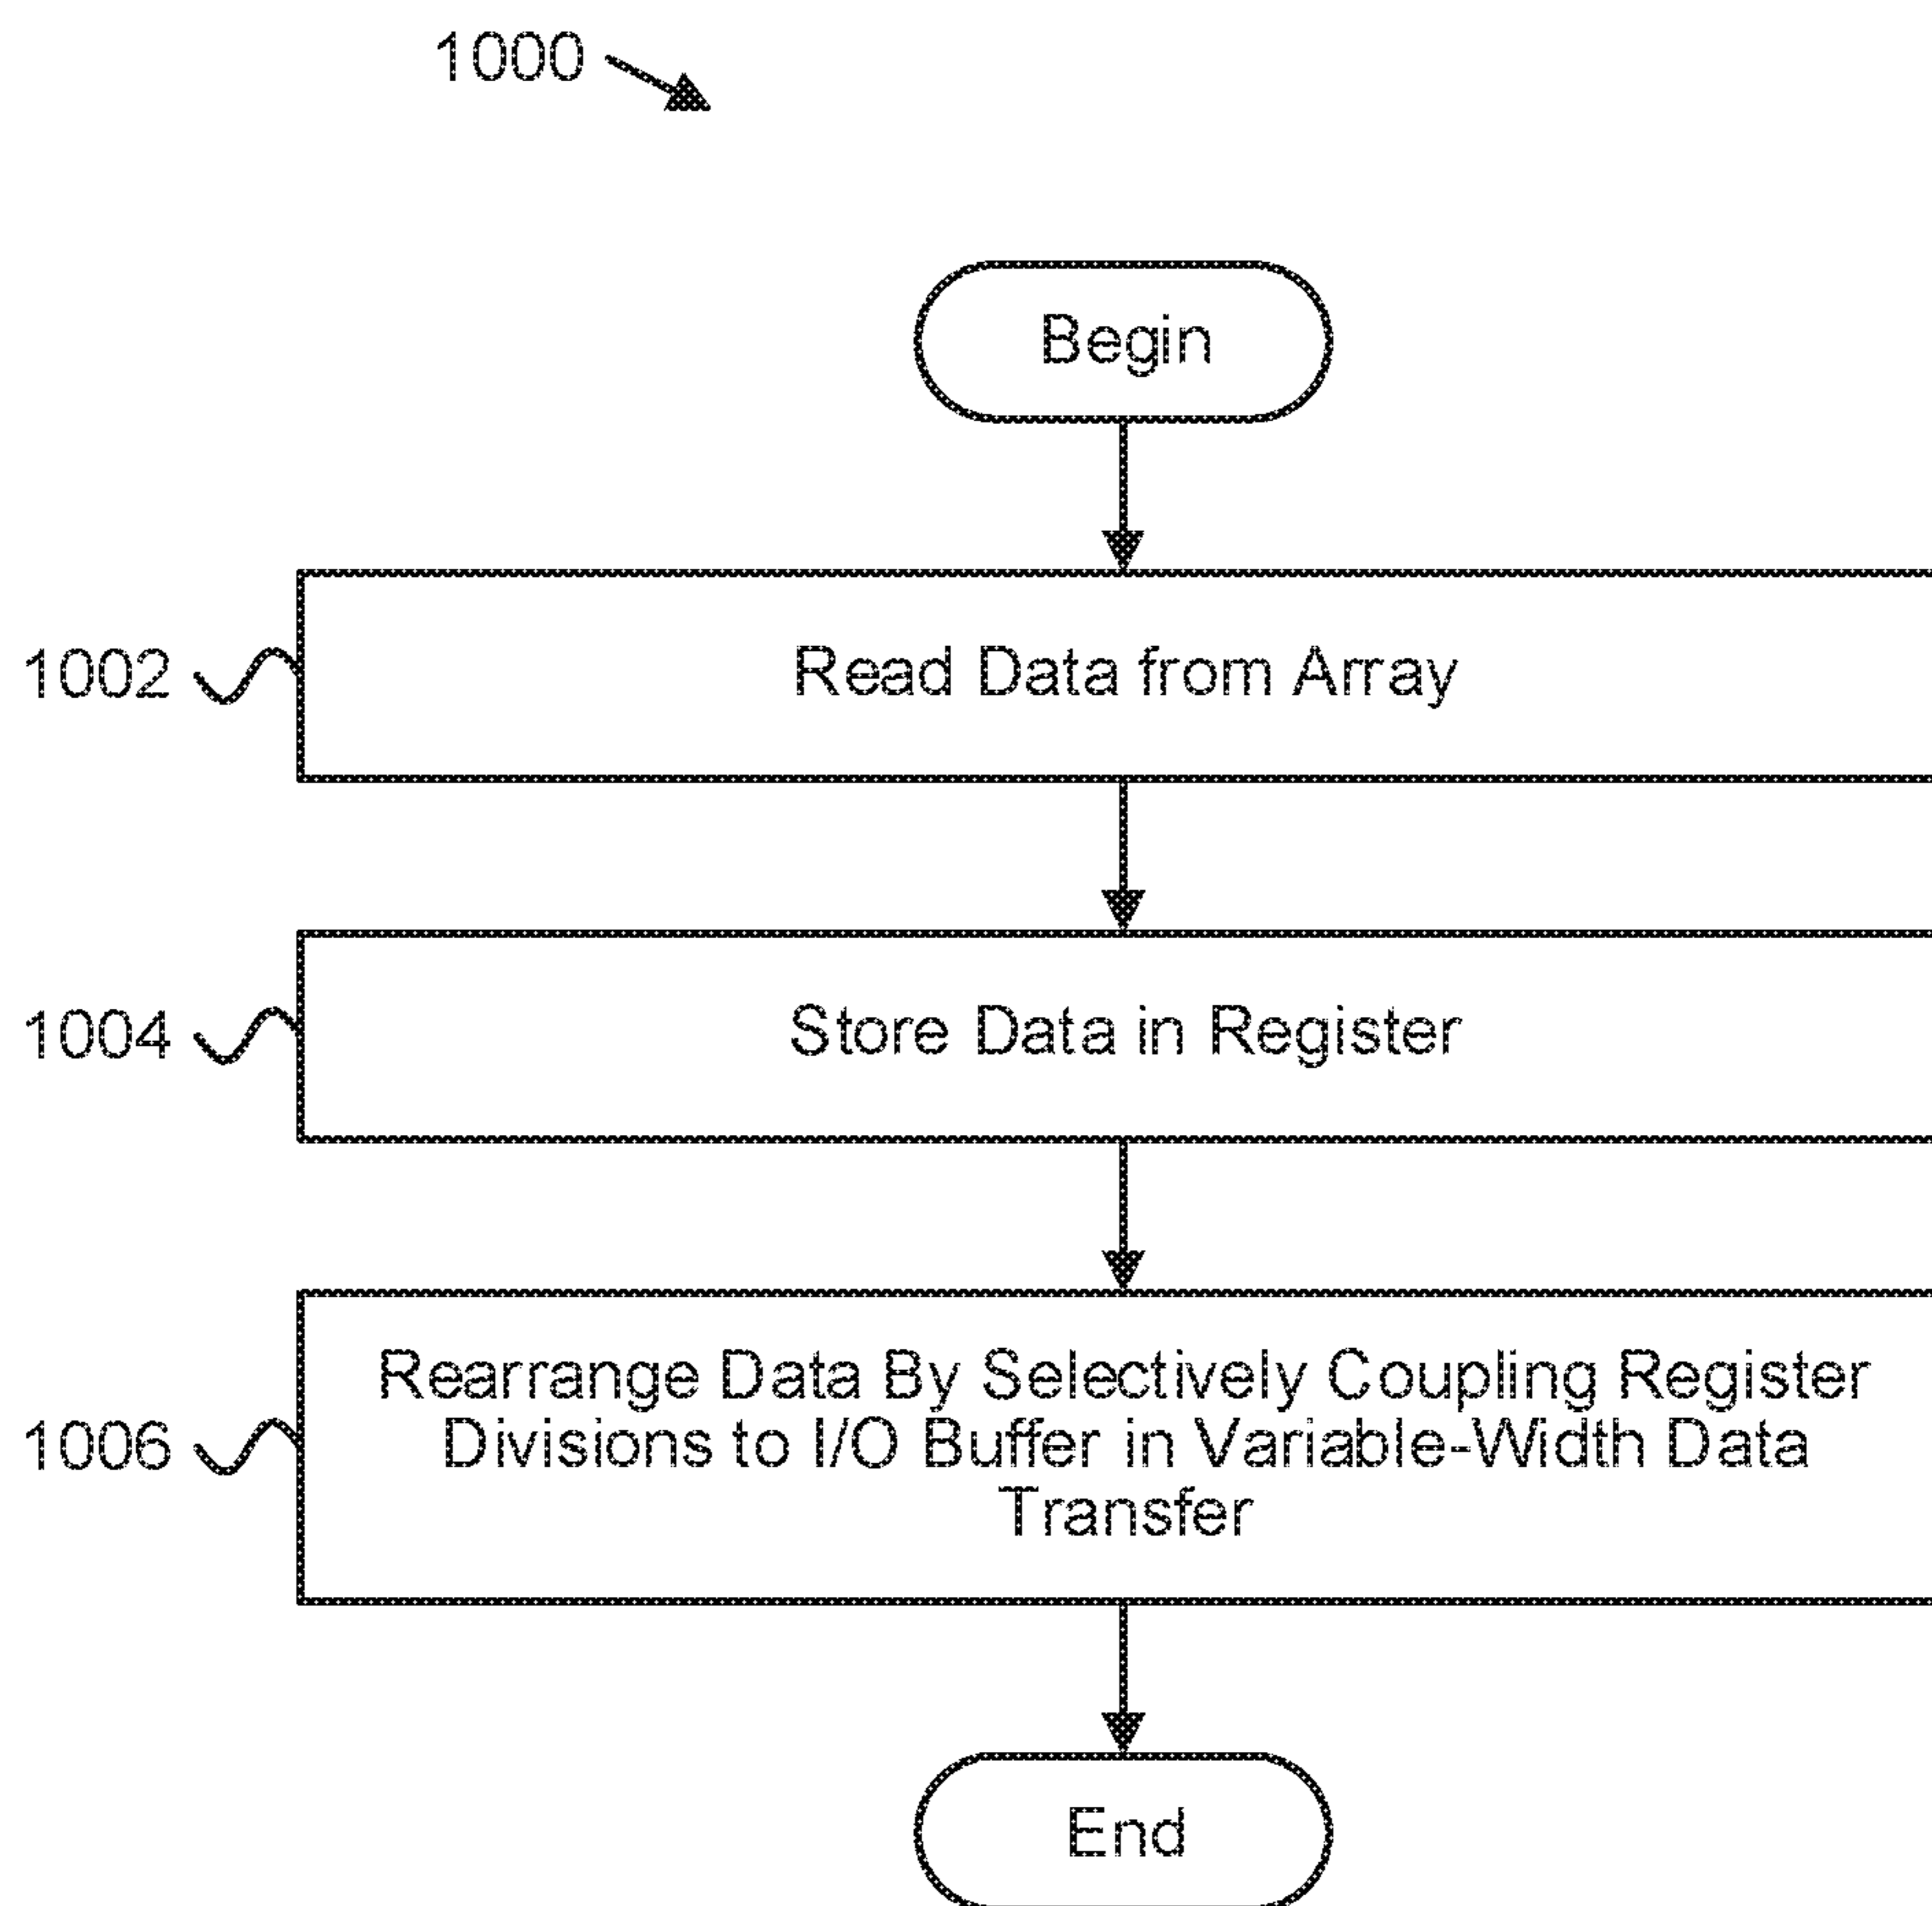 1000
Begin
1002
Read Data from Array
1004
Store Data in Register
1006
Rearrange Data By Selectively Coupling Register
Divisions to I/O Buffer in Variable-Width Data
Transfer
End